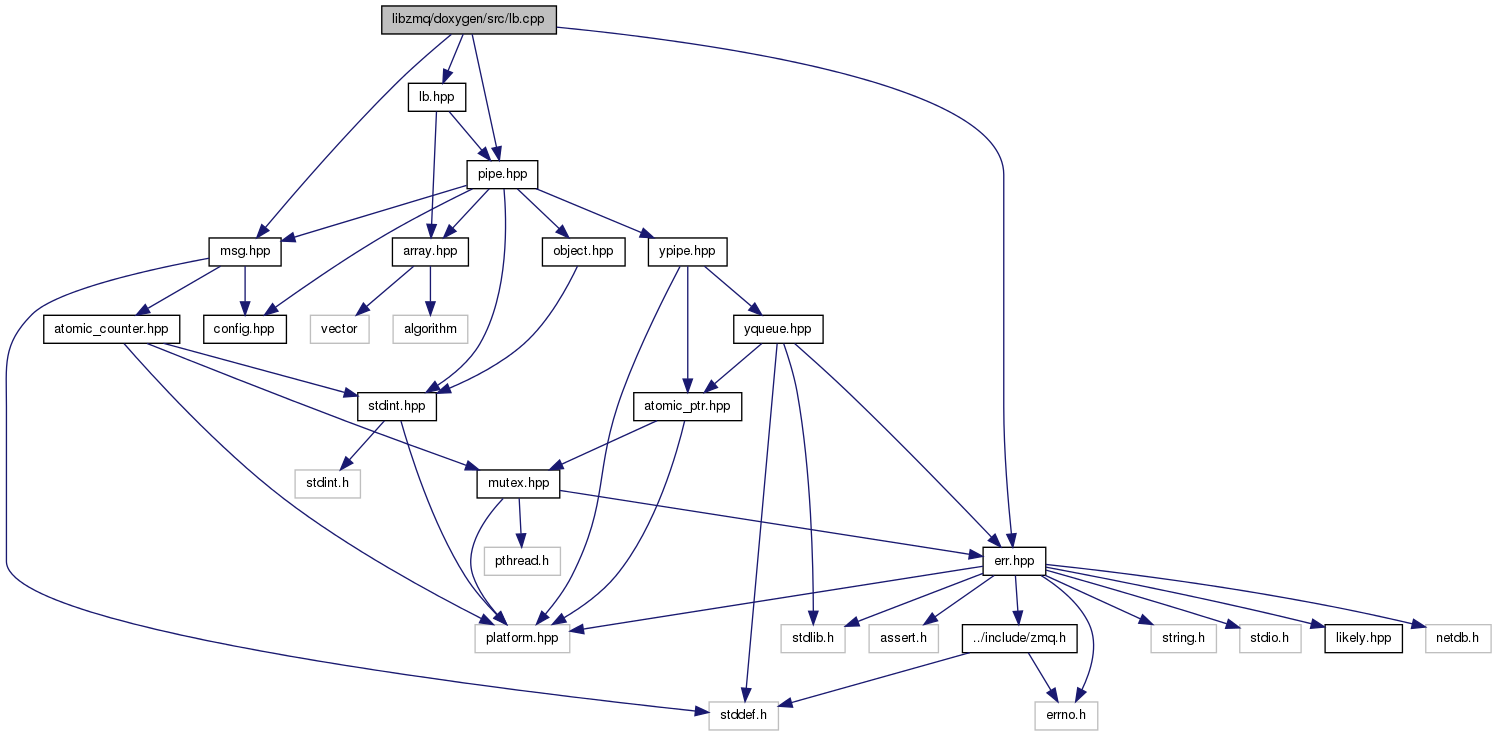 libzmq/doxygen/src/lb.cpp
lb.hpp
pipe.hpp
msg.hpp
array.hpp
object.hpp
ypipe.hpp
atomic_counter.hpp
config.hpp
vector
algorithm
yqueue.hpp
stdint.hpp
atomic_ptr.hpp
stdint.h
mutex.hpp
pthread.h
err.hpp
platform.hpp
stdlib.h
assert.h
../include/zmq.h
string.h
stdio.h
likely.hpp
netdb.h
stddef.h
errno.h